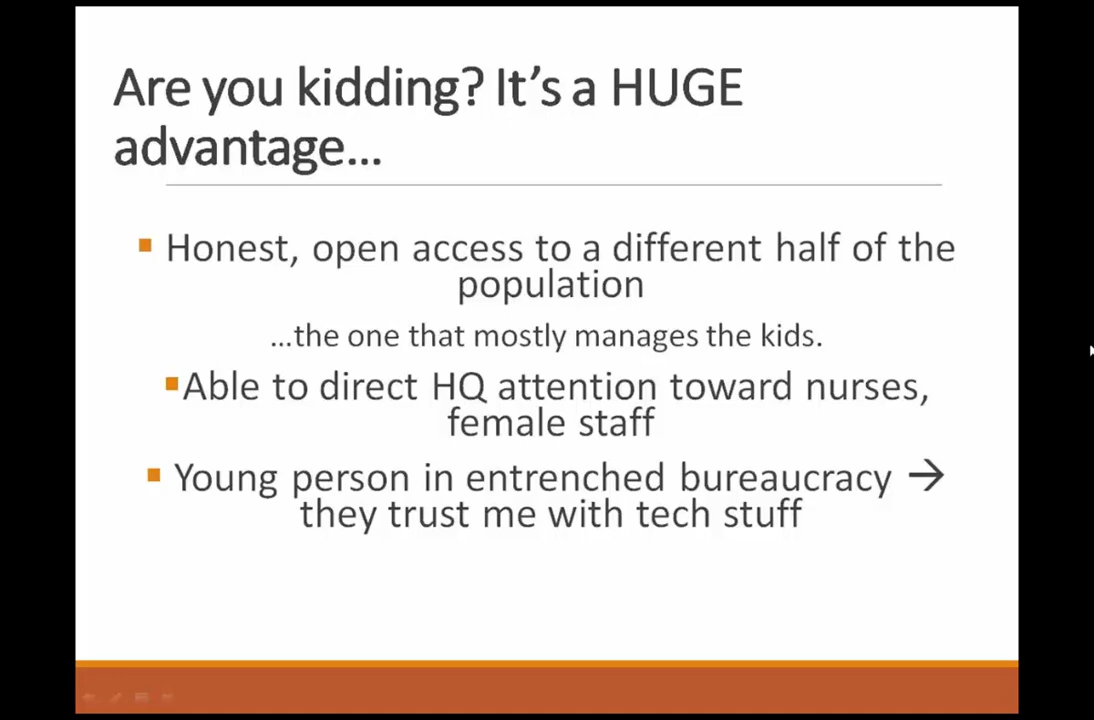 Are you kidding? It's a HUGE
advantage...
Honest, open access to a different half of the
population
...the one that mostly manages the kids.
Able to direct HQ attention toward nurses,
female staff
Young person in entrenched bureaucracy →
they trust me with tech stuff